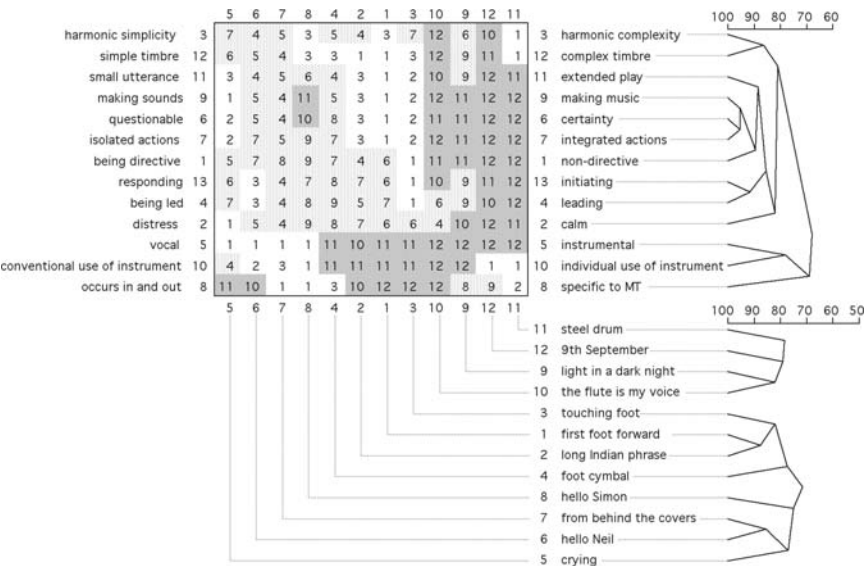 5 6 7 8 4 2 1 3 10 9 12 11
100 90 80 70 60
harmonic simplicity 3 7 4 5 3 5 4 3 7 12 6 10 1 3 harmonic complexity
simple timbre 12 6 5 4 3 3 1 1 3 12 9 11 1 12 complex timbre
small utterance 11 3 4 5 6 4 3 1 2 10 9 12 11 11 extended play
making sounds 9 1 5 4 11 5 3 1 2 12 11 12 12 9 making music
questionable 6 2 5 4 10 8 3 1 2 11 11 12 12 6 certainty
isolated actions 7 2 7 5 9 7 3 1 2 12 11 12 12 7 integrated actions
being directive 1 5 7 8 9 7 4 6 1 11 11 12 12 1 non-directive
responding 13 6 3 4 7 8 7 6 1 10 9 11 12 13 initiating
being led 4 7 3 4 8 9 5 7 1 6 9 10 12 4 leading
distress 2 1 5 4 9 8 7 6 6 4 10 12 11 2 calm
vocal 5 1 1 1 1 11 10 11 11 12 12 12 12 5 instrumental
conventional use of instrument 10 4 2 3 1 11 11 11 11 12 12 1 1 10 individual use of instrument
occurs in and out 8 11 10 1 1 3 10 12 12 12 8 9 2 8 specific to MT
5 6 7 8 4 2 1 3 10 9 12 11
100 90 80 70 60 50
11 steel drum
12 9th September
9 light in a dark night
10 the flute is my voice
3 touching foot
1 first foot forward
2 long Indian phrase
4 foot cymbal
8 hello Simon
7 from behind the covers
6 hello Neil
5 crying